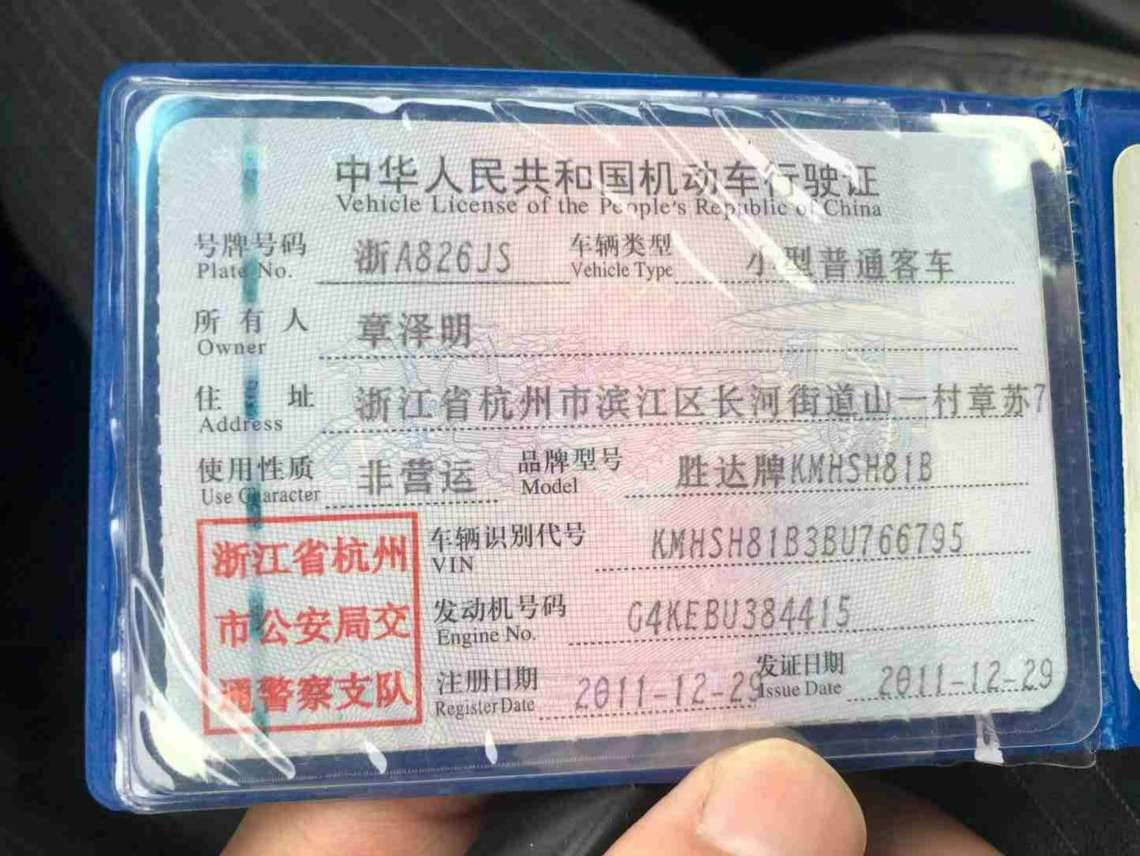 中华人民共和国机动车行驶证
Vehicle License of the People's Republic of China
号牌号码 浙A826JS 车辆类型 小型普通客车
Plate No. Vehicle Type
所有人 章泽明
Owner
住址 浙江省杭州市滨江区长河街道山一村章苏7
Address
使用性质 非营运 品牌型号 胜达牌KMHSH81B
Use Character Model
浙江省杭州
市公安局交
通警察支队
车辆识别代号 KMHSH81B3BU766795
VIN
发动机号码 G4KEBU384415
Engine No.
注册日期 2011-12-29 发证日期 2011-12-29
Register Date Issue Date